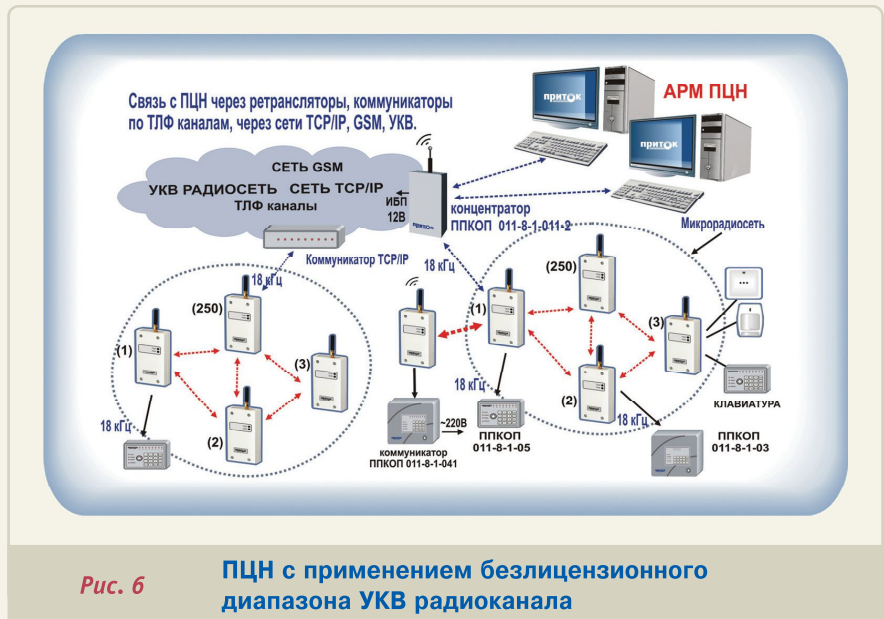 Связь с ПЦН через ретрансляторы, коммуникаторы
по ТЛФ каналам, через сети TCP/IP, GSM, УКВ.
АРМ ПЦН
ПРИТОК
ПРИТОК
СЕТЬ GSM
УКВ РАДИОСЕТЬ СЕТЬ TCP/IP
ТЛФ каналы
ИБП
12В
концентратор
ППКОП 011-8-1-011-2
Микрорадиосеть
Коммуникатор TCP/IP
18 кГц
18 кГц
(250)
(1)
(3)
(2)
18 кГц
(250)
(1)
(3)
(2)
18 кГц
18 кГц
~220В
коммуникатор
ППКОП 011-8-1-041
ППКОП
011-8-1-05
КЛАВИАТУРА
ППКОП
011-8-1-03
Рис. 6
ПЦН с применением безлицензионного
диапазона УКВ радиоканала